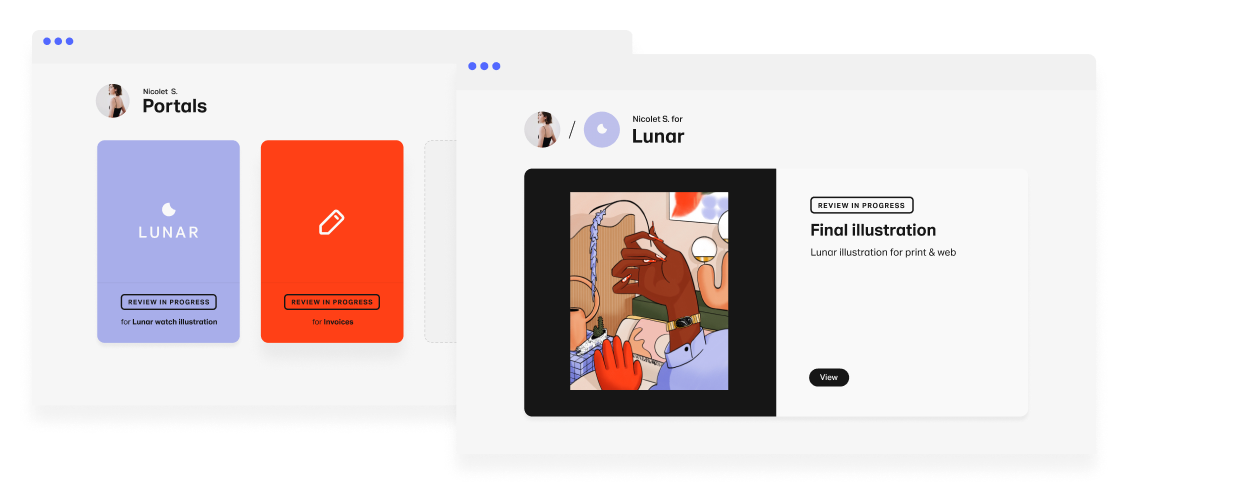 Nicolet S.
Portals
LUNAR
REVIEW IN PROGRESS
for Lunar watch illustration
REVIEW IN PROGRESS
for Invoices
Nicolet S. for
Lunar
REVIEW IN PROGRESS
Final illustration
Lunar illustration for print & web
View